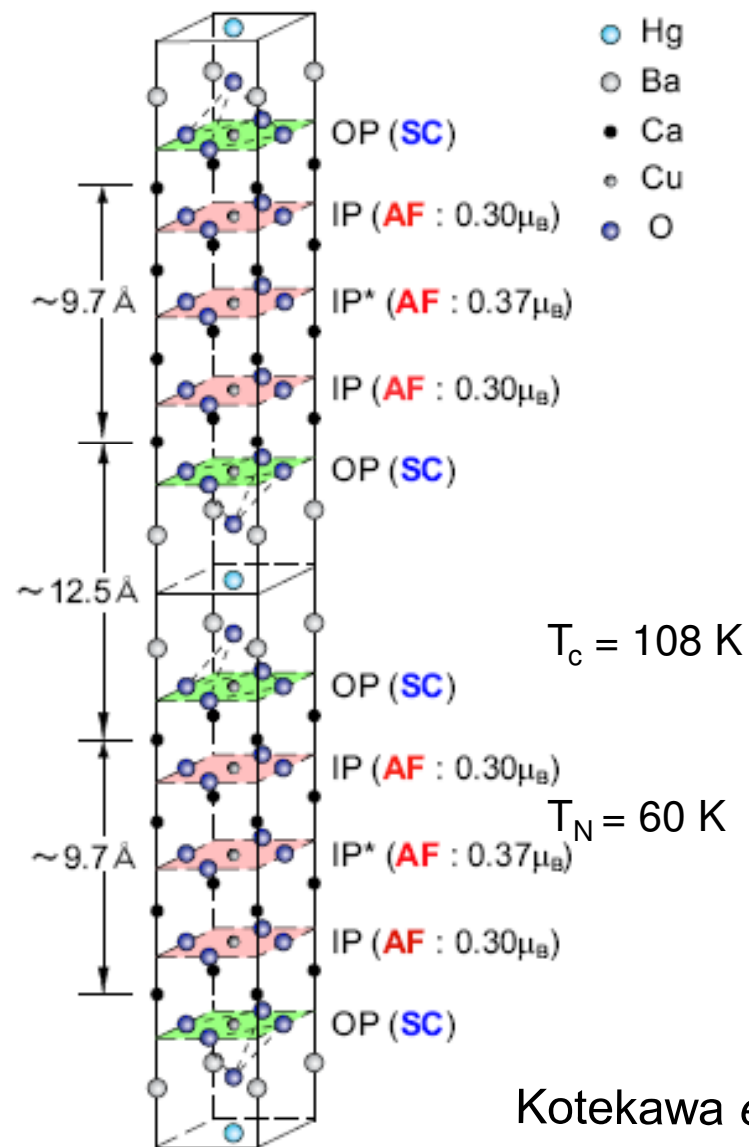 Hg
Ba
Ca
Cu
O
OP (SC)
IP (AF : 0.30μB)
IP* (AF : 0.37μB)
IP (AF : 0.30μB)
OP (SC)
~9.7 Å
~12.5 Å
OP (SC)
IP (AF : 0.30μB)
IP* (AF : 0.37μB)
IP (AF : 0.30μB)
OP (SC)
~9.7 Å
Tc = 108 K
TN = 60 K
Kotekawa e